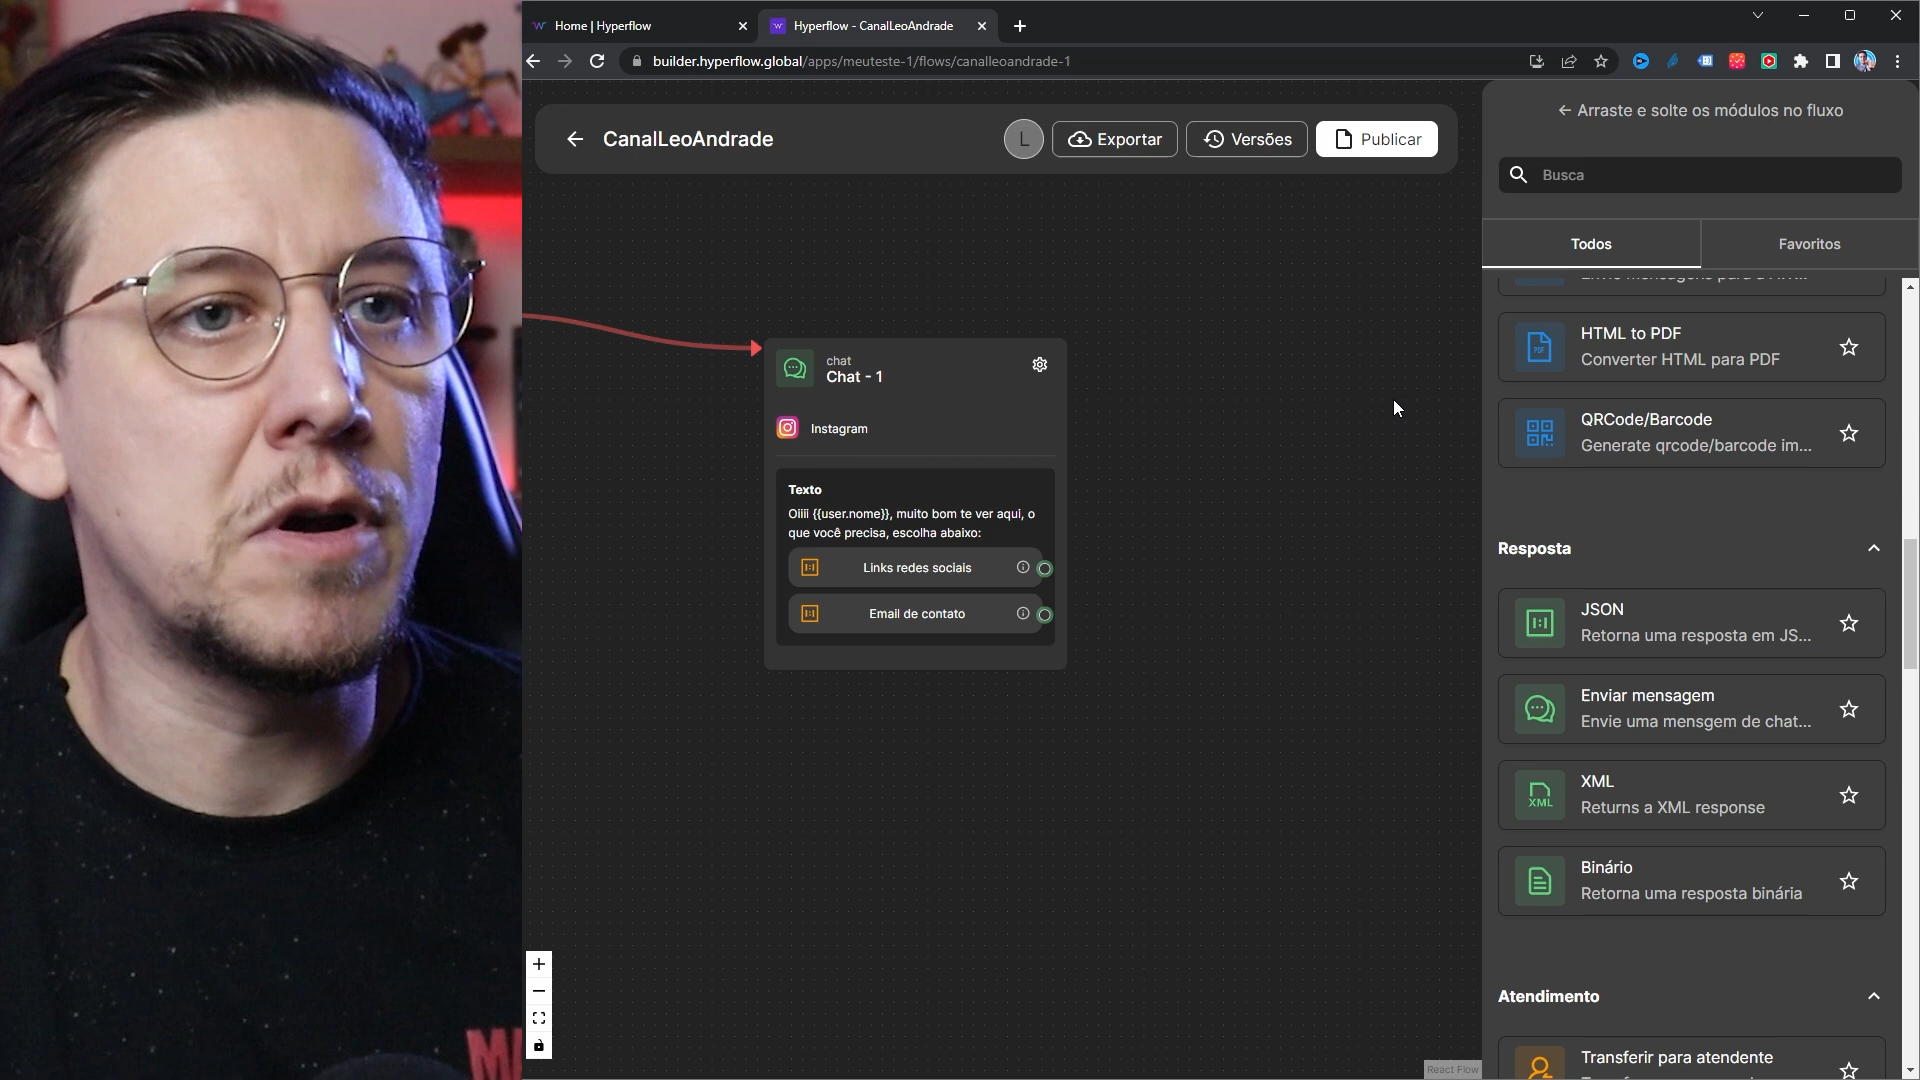 Home | Hyperflow
Hyperflow - CanalLeoAndrade
builder.hyperflow.global/apps/meuteste-1/flows/canalleoandrade-1
CanalLeoAndrade
L
Exportar
Versões
Publicar
chat
Chat - 1
Instagram
Texto
Oiiii {{user.nome}}, muito bom te ver aqui, o
que você precisa, escolha abaixo:
Links redes sociais
Email de contato
React Flow
← Arraste e solte os módulos no fluxo
Busca
Todos
Favoritos
HTML to PDF
Converter HTML para PDF
PDF
QRCode/Barcode
Generate qrcode/barcode im...
Resposta
JSON
Retorna uma resposta em JS...
Enviar mensagem
Envie uma mensgem de chat...
XML
XML
Returns a XML response
Binário
Retorna uma resposta binária
Atendimento
Transferir para atendente